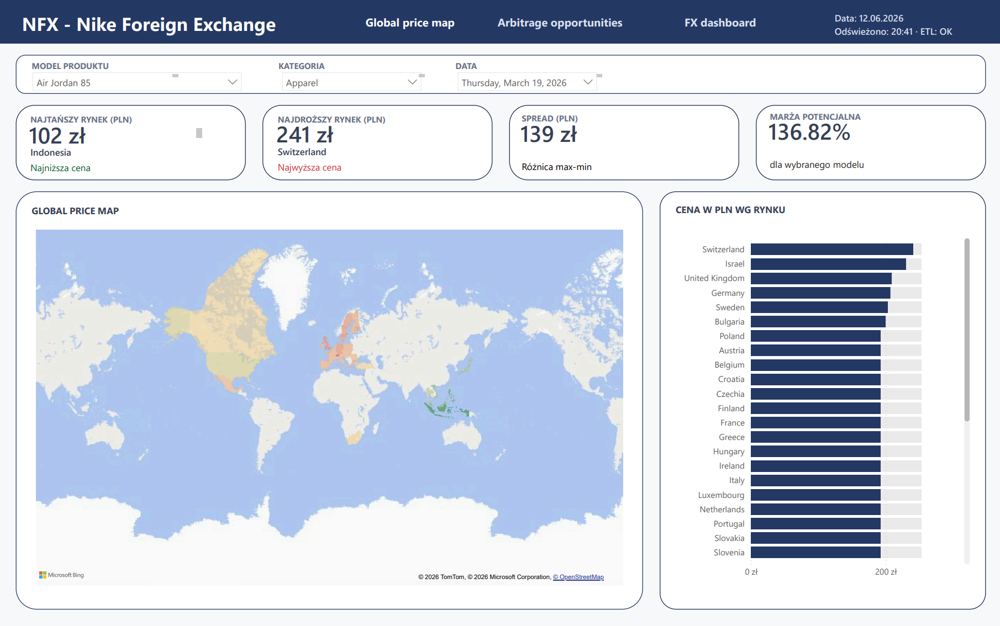 NFX - Nike Foreign Exchange
Global price map
Arbitrage opportunities
FX dashboard
Data: 12.06.2026
Odświeżono: 20:41 · ETL: OK
MODEL PRODUKTU
Air Jordan 85
KATEGORIA
Apparel
DATA
Thursday, March 19, 2026
NAJTAŃSZY RYNEK (PLN)
102 zł
Indonesia
Najniższa cena
NAJDROŻSZY RYNEK (PLN)
241 zł
Switzerland
Najwyższa cena
SPREAD (PLN)
139 zł
Różnica max-min
MARŻA POTENCJALNA
136.82%
dla wybranego modelu
GLOBAL PRICE MAP
Microsoft Bing
© 2026 TomTom, © 2026 Microsoft Corporation, © OpenStreetMap
CENA W PLN WG RYNKU
Switzerland
Israel
United Kingdom
Germany
Sweden
Bulgaria
Poland
Austria
Belgium
Croatia
Czechia
Finland
France
Greece
Hungary
Ireland
Italy
Luxembourg
Netherlands
Portugal
Slovakia
Slovenia
0 zł
200 zł